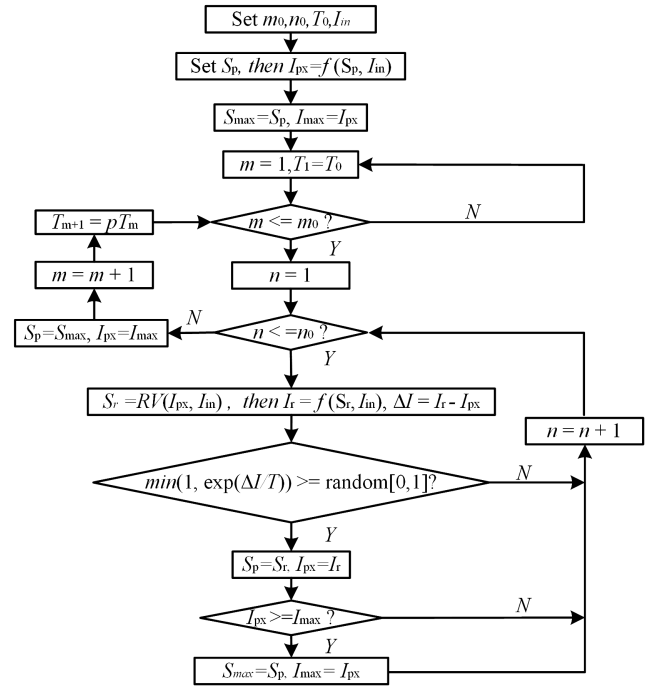 Set m₀,n₀,T₀,Iᵢₙ
Set Sp, then Ipx=f (Sp, Iin)
Smax=Sp, Imax=Ipx
m = 1,T1=T0
Tm+1 = pTm
m <= m0 ?
N
Y
m = m + 1
n = 1
Sp=Smax, Ipx=Imax
N
n <=n0 ?
Y
Sr =RV(Ipx, Iin) , then Ir = f (Sr, Iin), ΔI = Ir - Ipx
n = n + 1
min(1, exp(ΔI/T)) >= random[0,1]?
N
Y
Sp=Sr, Ipx=Ir
Ipx >=Imax ?
N
Y
Smax=Sp, Imax= Ipx